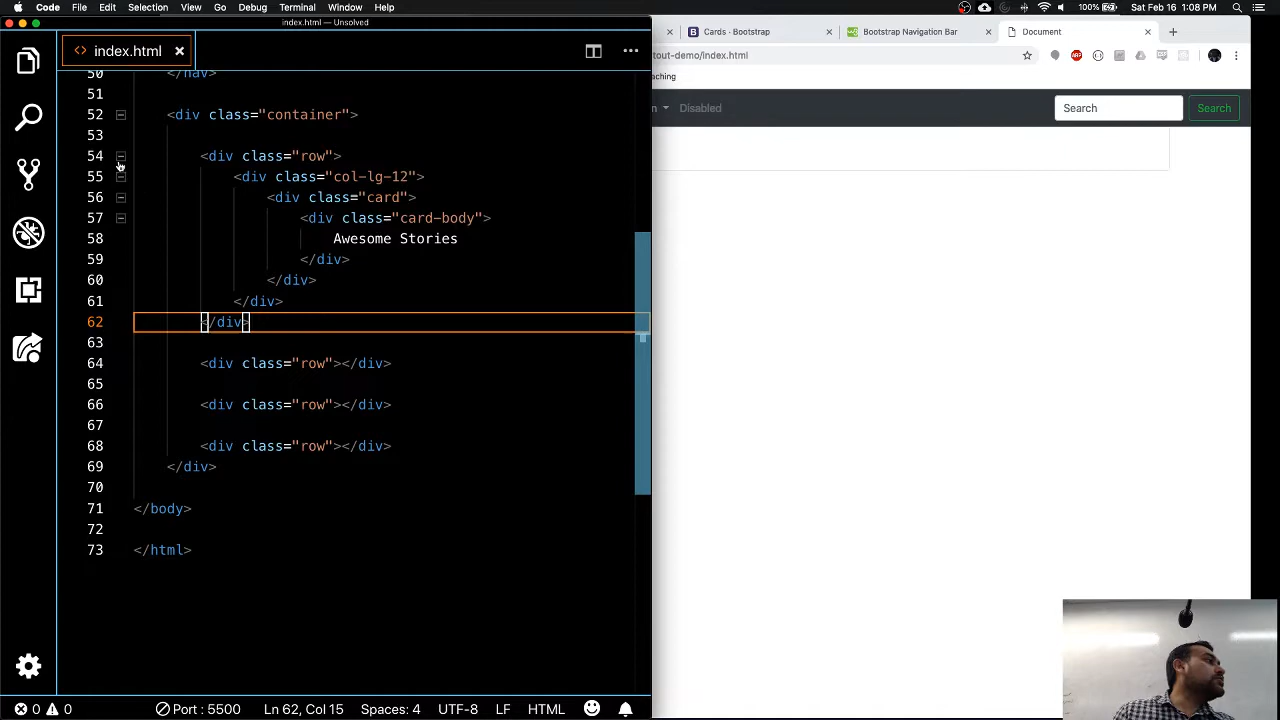 Code File Edit Selection View Go Debug Terminal Window Help 100% Sat Feb 16 1:08 PM
index.html — Unsolved
index.html
Cards - Bootstrap
Bootstrap Navigation Bar
Document
tout-demo/index.html
aching
n Disabled
Search
Search
50 </nav>
51
52 <div class="container">
53
54 <div class="row">
55 <div class="col-lg-12">
56 <div class="card">
57 <div class="card-body">
58 Awesome Stories
59 </div>
60 </div>
61 </div>
62 </div>
63
64 <div class="row"></div>
65
66 <div class="row"></div>
67
68 <div class="row"></div>
69 </div>
70
71 </body>
72
73 </html>
0 0 Port : 5500 Ln 62, Col 15 Spaces: 4 UTF-8 LF HTML